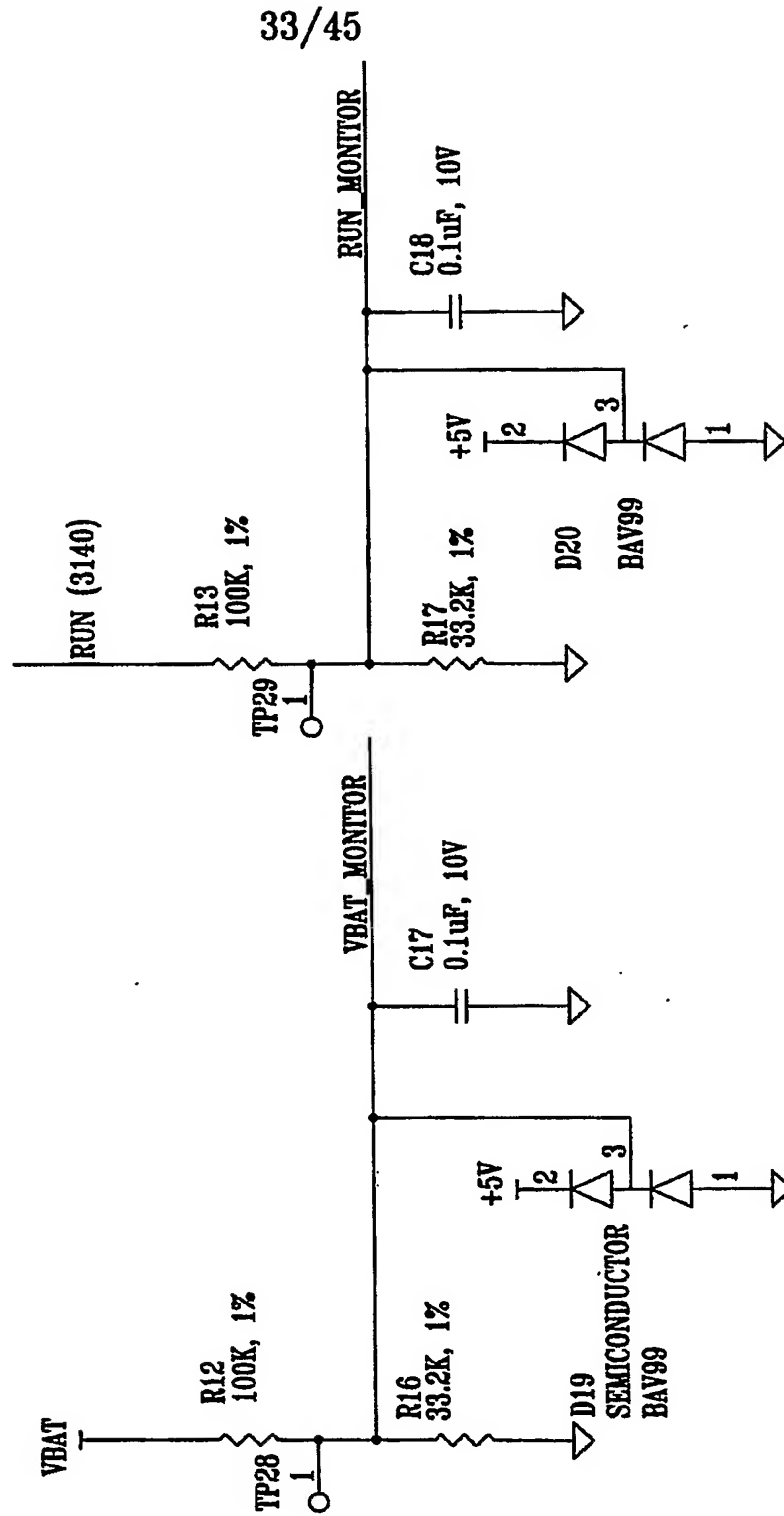 33/45
VBAT
R12
100K, 1%
TP28
1
R16
33.2K, 1%
D19
SEMICONDUCTOR
BAV99
+5V
2
3
1
C17
0.1uF, 10V
VBAT_MONITOR
RUN (3140)
R13
100K, 1%
TP29
1
R17
33.2K, 1%
D20
BAV99
+5V
2
3
1
C18
0.1uF, 10V
RUN_MONITOR